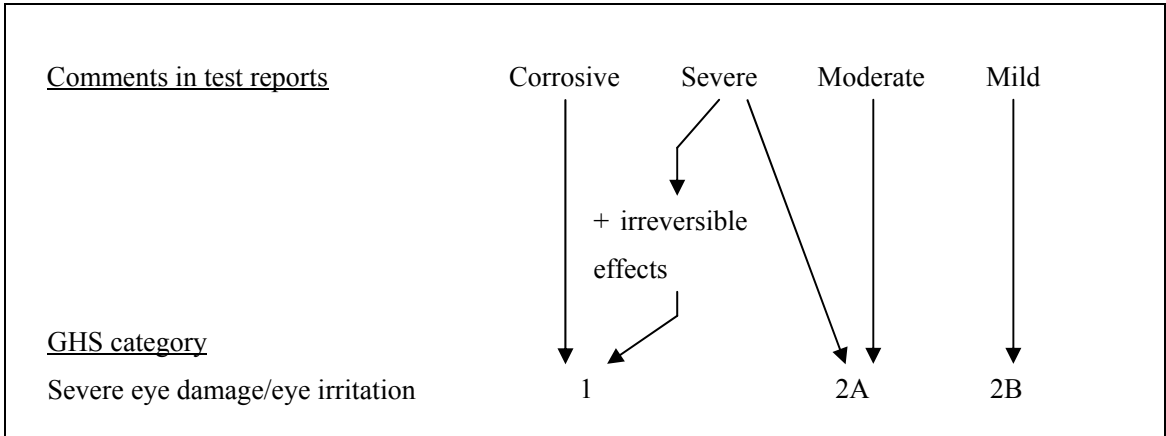 Comments in test reports Corrosive Severe Moderate Mild
+ irreversible
effects
GHS category
Severe eye damage/eye irritation 1 2A 2B